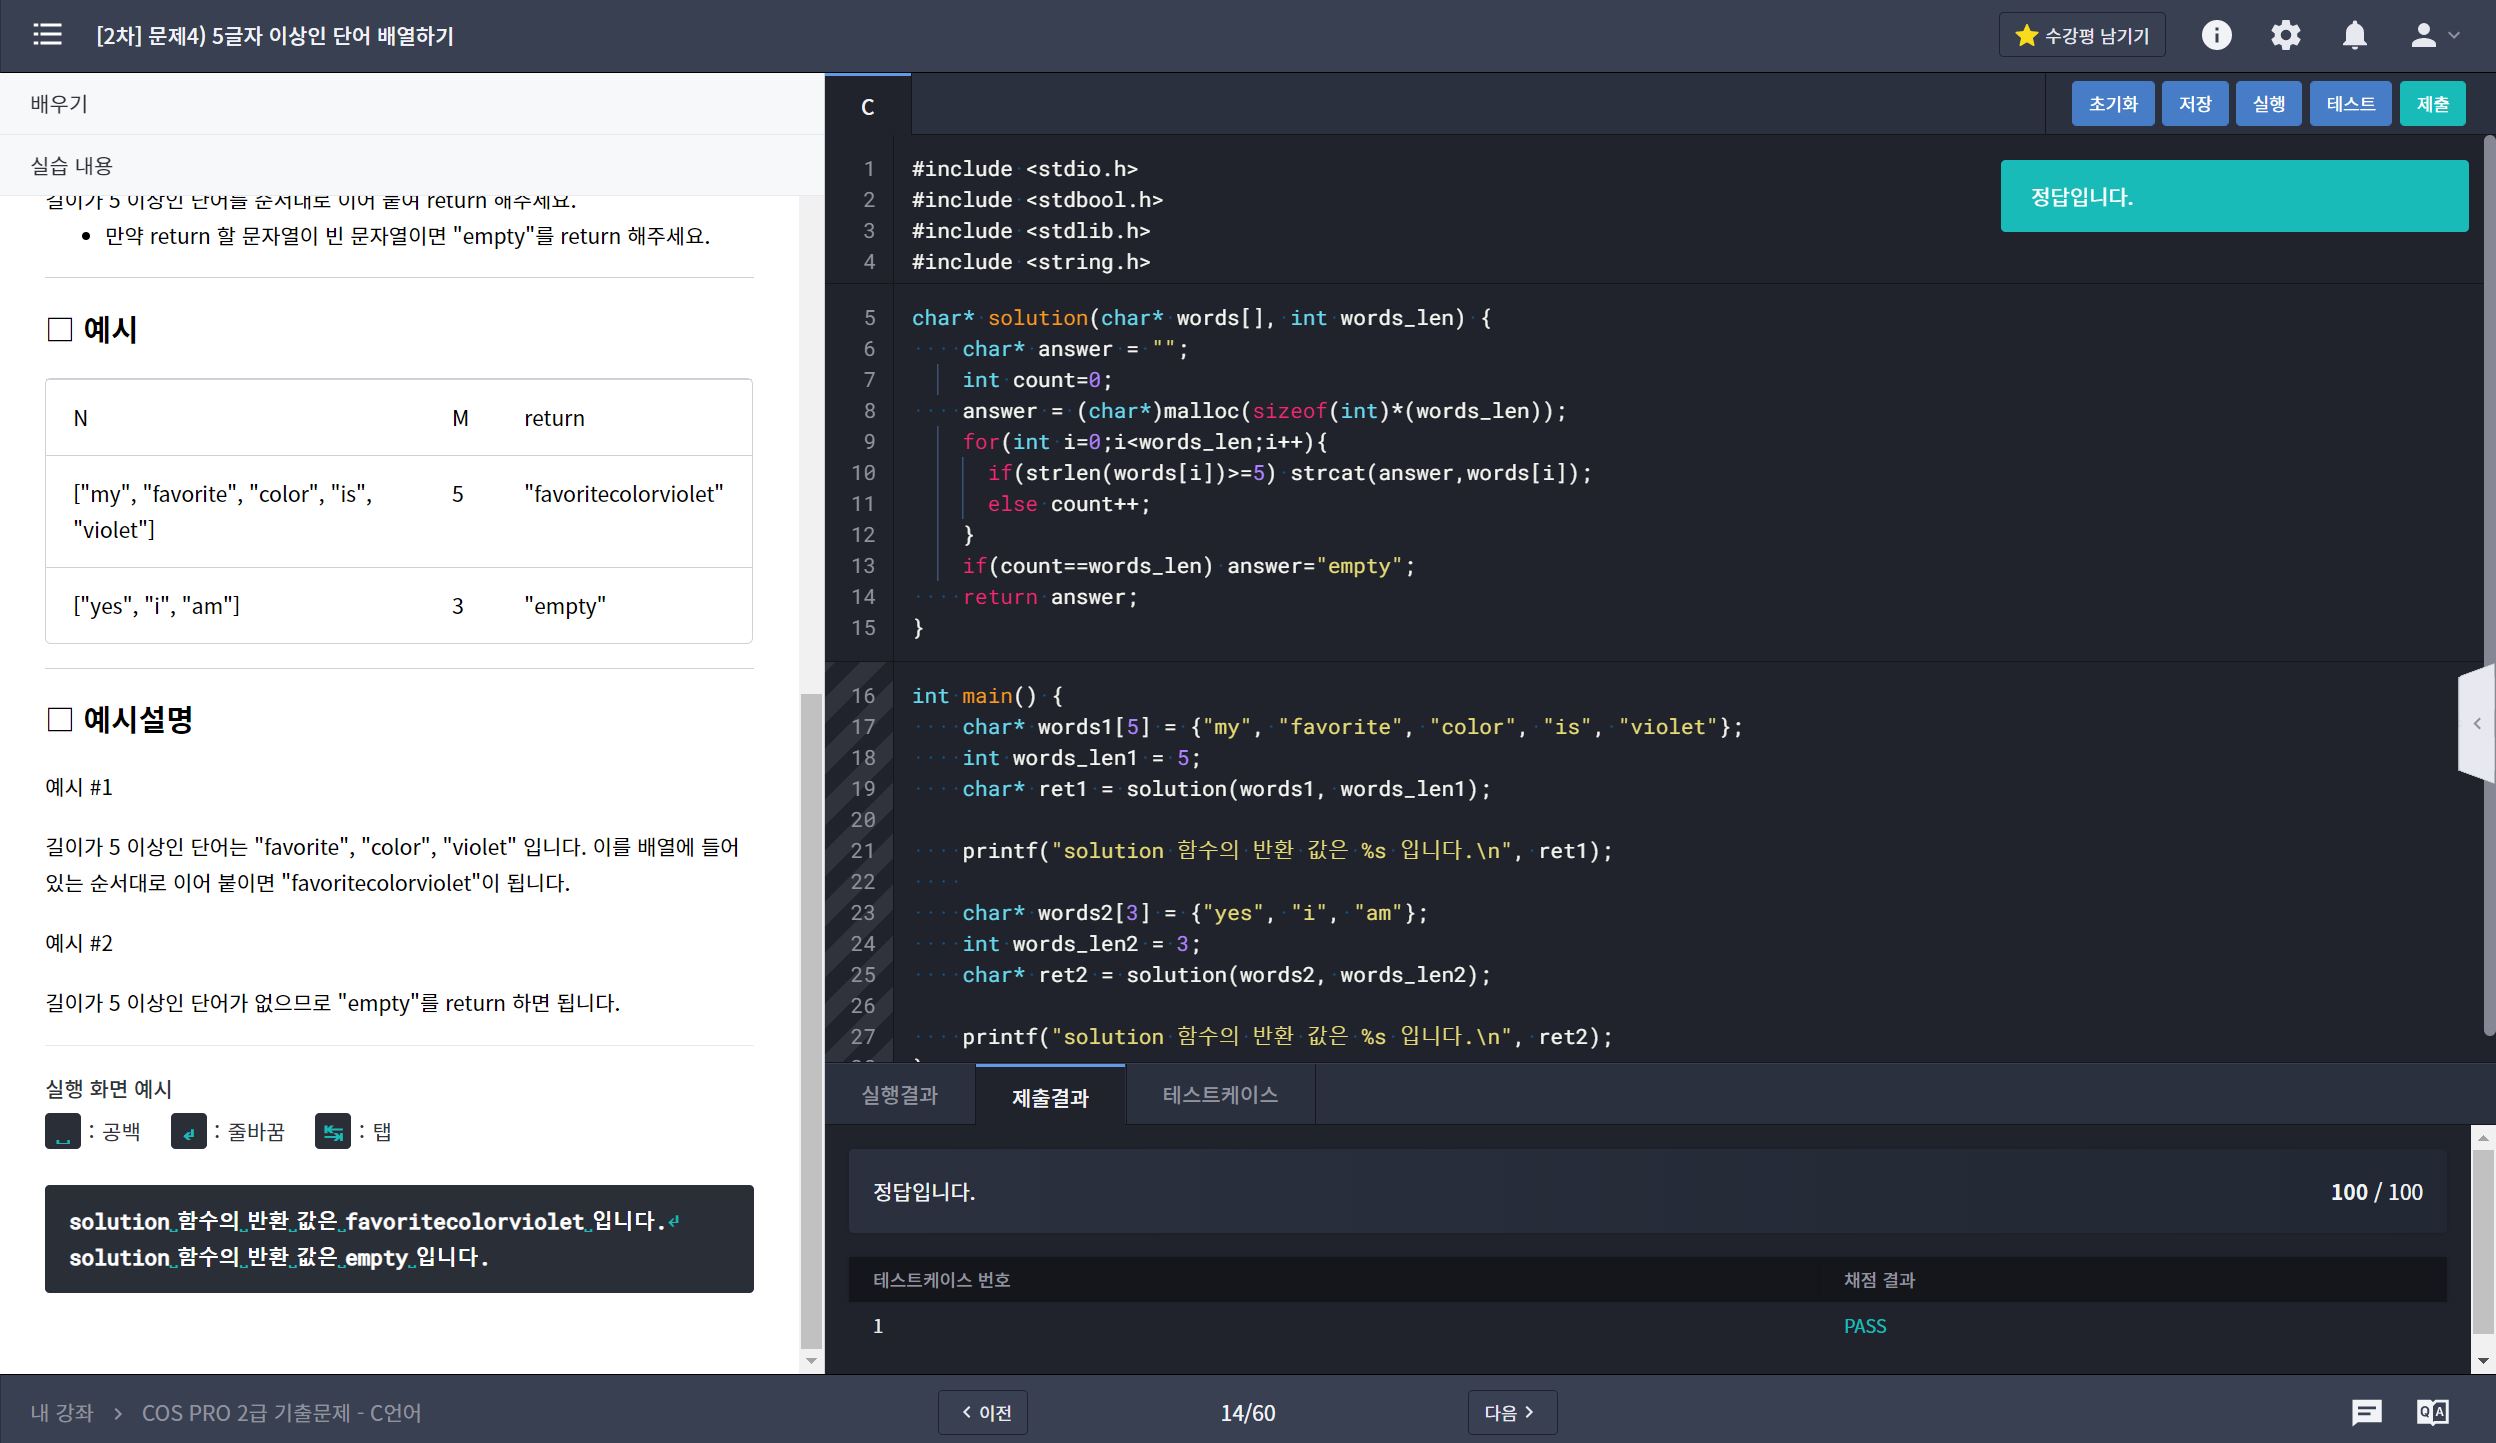 [2차] 문제4) 5글자 이상인 단어 배열하기
수강평 남기기
배우기
실습 내용
길이가 5 이상인 단어를 순서대로 이어 붙여 return 해주세요.
만약 return 할 문자열이 빈 문자열이면 "empty"를 return 해주세요.
예시
N M return
["my", "favorite", "color", "is", "violet"] 5 "favoritecolorviolet"
["yes", "i", "am"] 3 "empty"
예시설명
예시 #1
길이가 5 이상인 단어는 "favorite", "color", "violet" 입니다. 이를 배열에 들어
있는 순서대로 이어 붙이면 "favoritecolorviolet"이 됩니다.
예시 #2
길이가 5 이상인 단어가 없으므로 "empty"를 return 하면 됩니다.
실행 화면 예시
: 공백 : 줄바꿈 : 탭
solution 함수의 반환 값은 favoritecolorviolet 입니다.
solution 함수의 반환 값은 empty 입니다.
C
초기화 저장 실행 테스트 제출
정답입니다.
1 #include <stdio.h>
2 #include <stdbool.h>
3 #include <stdlib.h>
4 #include <string.h>
5 char* solution(char* words[], int words_len) {
6 char* answer = "";
7 int count=0;
8 answer = (char*)malloc(sizeof(int)*(words_len));
9 for(int i=0;i<words_len;i++){
10 if(strlen(words[i])>=5) strcat(answer,words[i]);
11 else count++;
12 }
13 if(count==words_len) answer="empty";
14 return answer;
15 }
16 int main() {
17 char* words1[5] = {"my", "favorite", "color", "is", "violet"};
18 int words_len1 = 5;
19 char* ret1 = solution(words1, words_len1);
20
21 printf("solution 함수의 반환 값은 %s 입니다.\n", ret1);
22
23 char* words2[3] = {"yes", "i", "am"};
24 int words_len2 = 3;
25 char* ret2 = solution(words2, words_len2);
26
27 printf("solution 함수의 반환 값은 %s 입니다.\n", ret2);
실행결과 제출결과 테스트케이스
정답입니다. 100 / 100
테스트케이스 번호 채점 결과
1 PASS
내 강좌 > COS PRO 2급 기출문제 - C언어
< 이전 14/60 다음 >
Q A